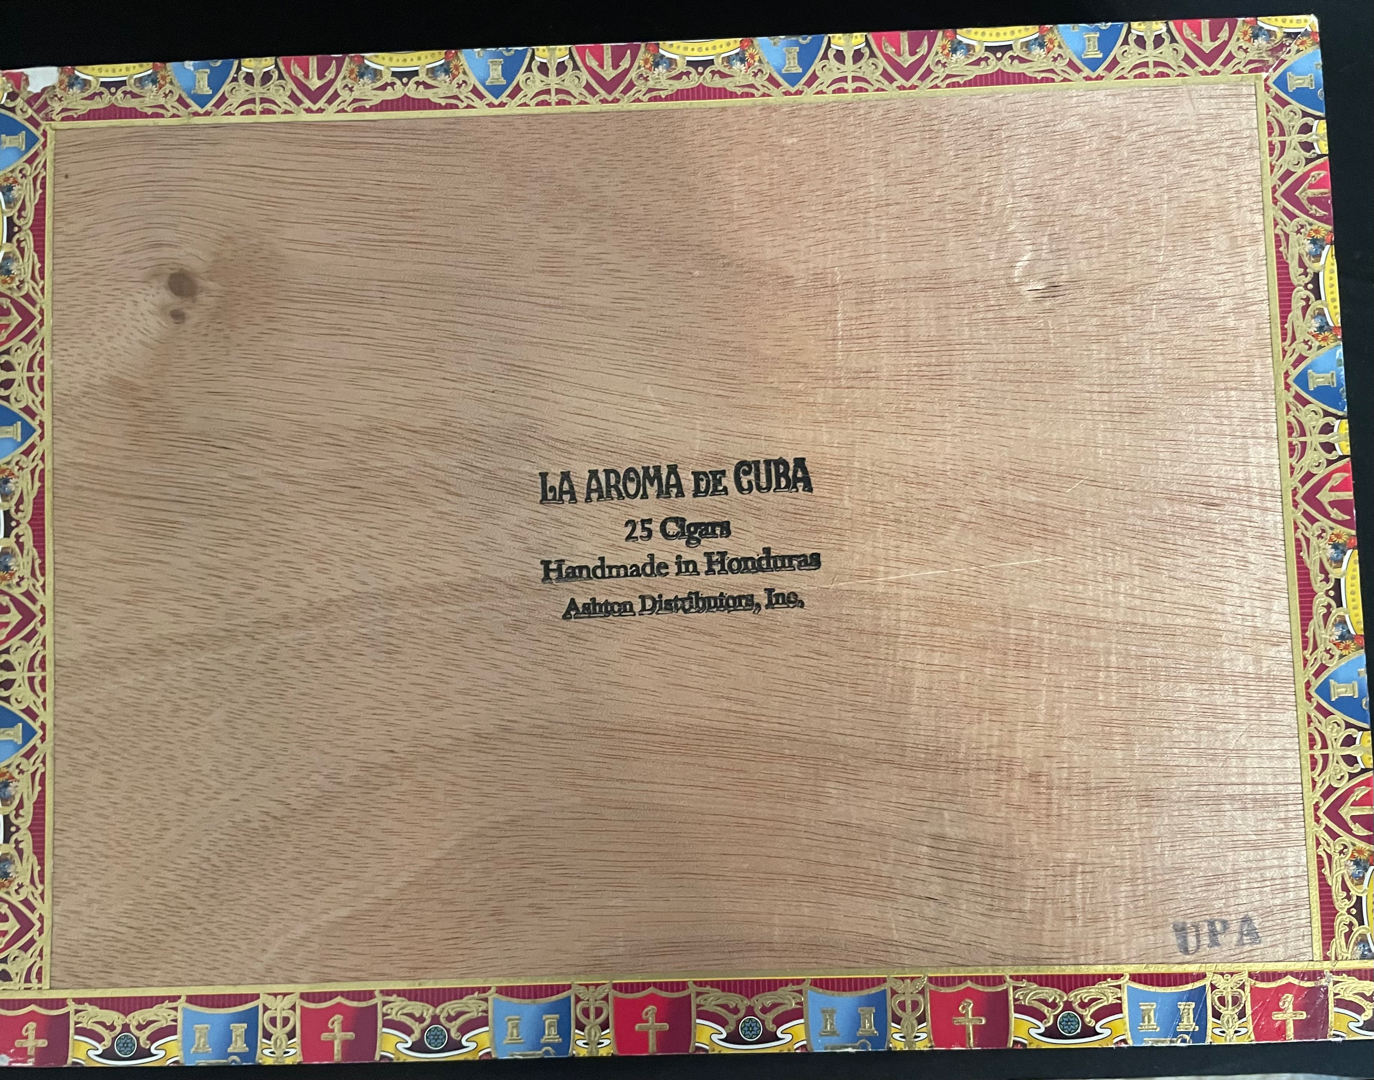 LA AROMA DE CUBA
25 Cigars
Handmade in Honduras
Ashton Distributors, Inc.
UPA